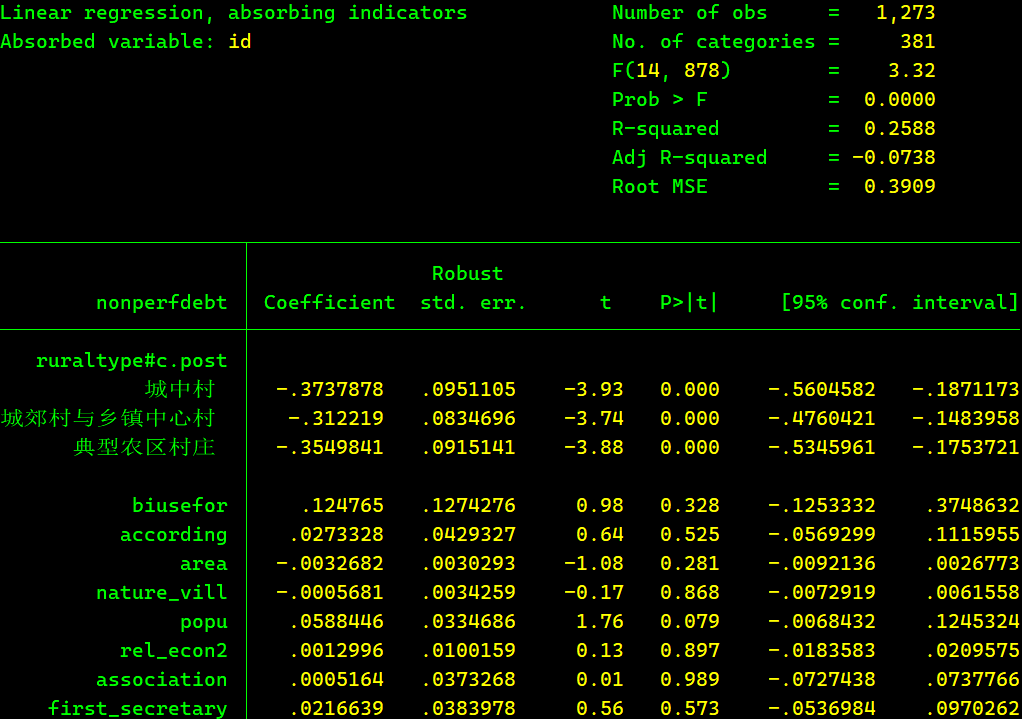 Linear regression, absorbing indicators Number of obs = 1,273
Absorbed variable: id No. of categories = 381
F(14, 878) = 3.32
Prob > F = 0.0000
R-squared = 0.2588
Adj R-squared = -0.0738
Root MSE = 0.3909
Robust
nonperfdebt Coefficient std. err. t P>|t| [95% conf. interval]
ruraltype#c.post
城中村 -.3737878 .0951105 -3.93 0.000 -.5604582 -.1871173
城郊村与乡镇中心村 -.312219 .0834696 -3.74 0.000 -.4760421 -.1483958
典型农区村庄 -.3549841 .0915141 -3.88 0.000 -.5345961 -.1753721
biusefor .124765 .1274276 0.98 0.328 -.1253332 .3748632
according .0273328 .0429327 0.64 0.525 -.0569299 .1115955
area -.0032682 .0030293 -1.08 0.281 -.0092136 .0026773
nature_vill -.0005681 .0034259 -0.17 0.868 -.0072919 .0061558
popu .0588446 .0334686 1.76 0.079 -.0068432 .1245324
rel_econ2 .0012996 .0100159 0.13 0.897 -.0183583 .0209575
association .0005164 .0373268 0.01 0.989 -.0727438 .0737766
first_secretary .0216639 .0383978 0.56 0.573 -.0536984 .0970262